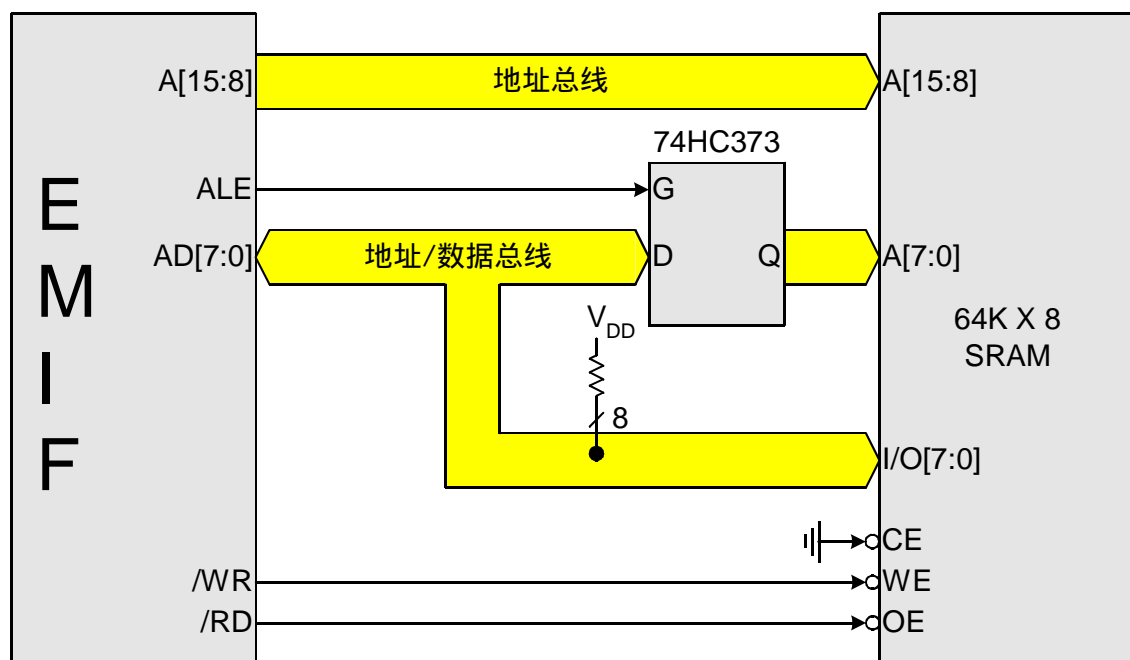 A[15:8]
地址总线
A[15:8]
74HC373
ALE
G
AD[7:0]
地址/数据总线
D
Q
A[7:0]
E
M
I
F
VDD
64K X 8
SRAM
8
I/O[7:0]
CE
/WR
WE
/RD
OE